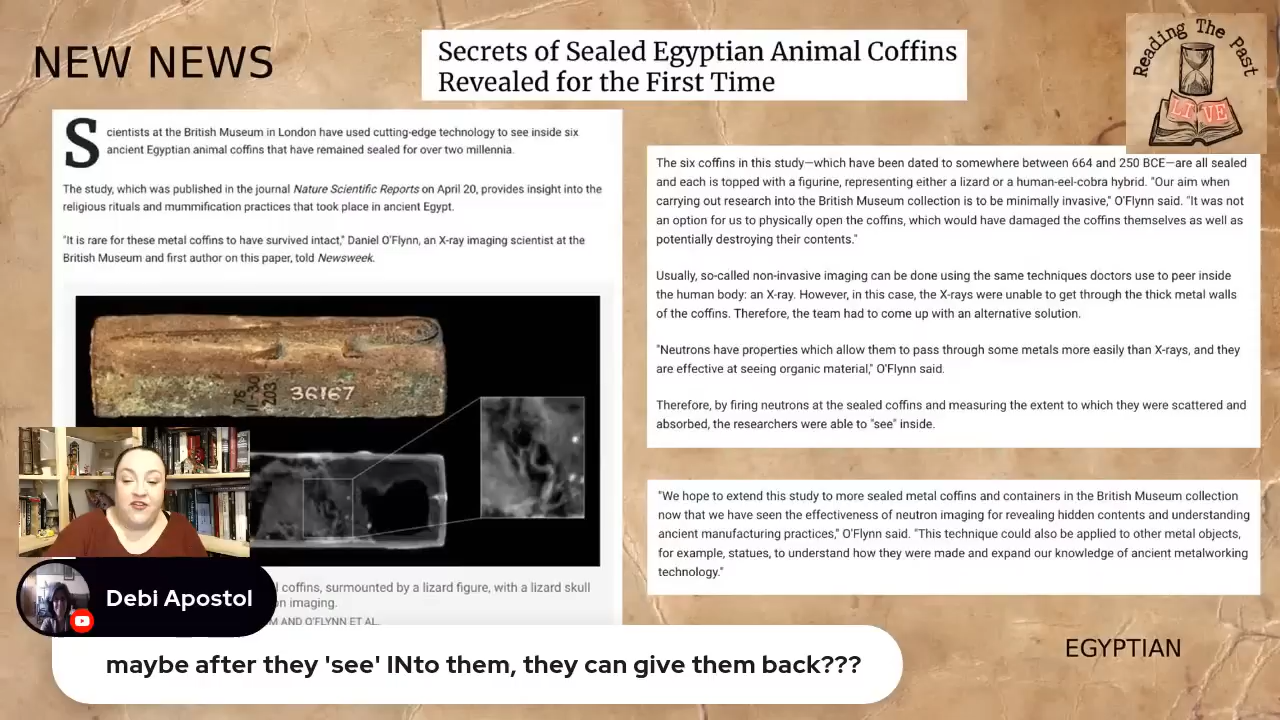 NEW NEWS
Secrets of Sealed Egyptian Animal Coffins
Revealed for the First Time
Reading The Past
LIVE
Scientists at the British Museum in London have used cutting-edge technology to see inside six
ancient Egyptian animal coffins that have remained sealed for over two millennia.
The study, which was published in the journal Nature Scientific Reports on April 20, provides insight into the
religious rituals and mummification practices that took place in ancient Egypt.
"It is rare for these metal coffins to have survived intact," Daniel O'Flynn, an X-ray imaging scientist at the
British Museum and first author on this paper, told Newsweek.
36167
76
11-30
203
l coffins, surmounted by a lizard figure, with a lizard skull
on imaging.
M AND O'FLYNN ET AL.
The six coffins in this study—which have been dated to somewhere between 664 and 250 BCE—are all sealed
and each is topped with a figurine, representing either a lizard or a human-eel-cobra hybrid. "Our aim when
carrying out research into the British Museum collection is to be minimally invasive," O'Flynn said. "It was not
an option for us to physically open the coffins, which would have damaged the coffins themselves as well as
potentially destroying their contents."
Usually, so-called non-invasive imaging can be done using the same techniques doctors use to peer inside
the human body: an X-ray. However, in this case, the X-rays were unable to get through the thick metal walls
of the coffins. Therefore, the team had to come up with an alternative solution.
"Neutrons have properties which allow them to pass through some metals more easily than X-rays, and they
are effective at seeing organic material," O'Flynn said.
Therefore, by firing neutrons at the sealed coffins and measuring the extent to which they were scattered and
absorbed, the researchers were able to "see" inside.
"We hope to extend this study to more sealed metal coffins and containers in the British Museum collection
now that we have seen the effectiveness of neutron imaging for revealing hidden contents and understanding
ancient manufacturing practices," O'Flynn said. "This technique could also be applied to other metal objects,
for example, statues, to understand how they were made and expand our knowledge of ancient metalworking
technology."
EGYPTIAN
Debi Apostol
maybe after they 'see' INto them, they can give them back???